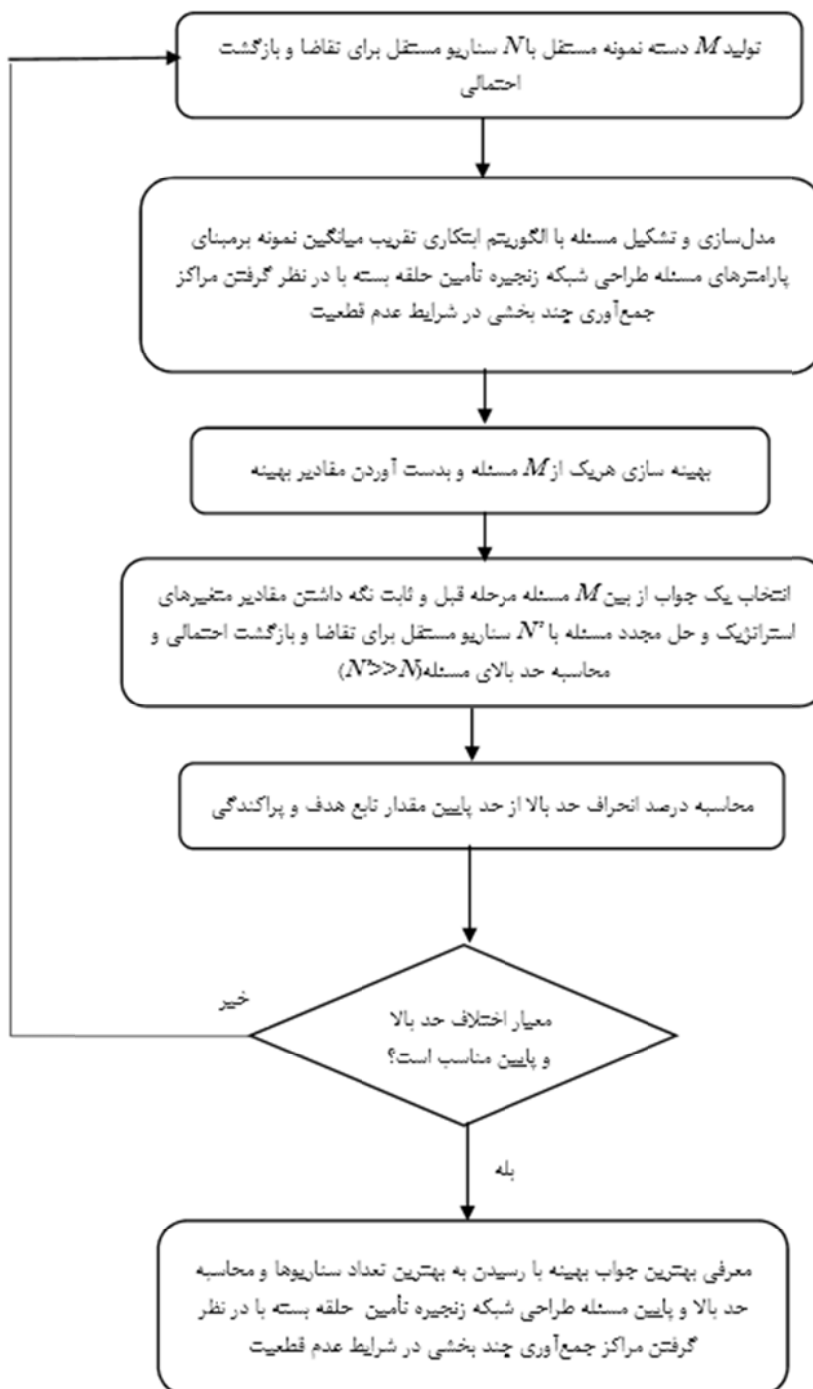 تولید M دسته نمونه مستقل با N سناریو مستقل برای تقاضا و بازگشت
احتمالی
مدل‌سازی و تشکیل مسئله با الگوریتم ابتکاری تقریب میانگین نمونه برمبنای
پارامترهای مسئله طراحی شبکه زنجیره تأمین حلقه بسته با در نظر گرفتن مراکز
جمع‌آوری چند بخشی در شرایط عدم قطعیت
بهینه سازی هریک از M مسئله و بدست آوردن مقادیر بهینه
انتخاب یک جواب از بین M مسئله مرحله قبل و ثابت نگه داشتن مقادیر متغیرهای
استراتژیک و حل مجدد مسئله با N' سناریو مستقل برای تقاضا و بازگشت احتمالی و
محاسبه حد بالای مسئله(N'>>N)
محاسبه درصد انحراف حد بالا از حد پایین مقدار تابع هدف و پراکندگی
خیر
معیار اختلاف حد بالا
و پایین مناسب است؟
بله
معرفی بهترین جواب بهینه با رسیدن به بهترین تعداد سناریوها و محاسبه
حد بالا و پایین مسئله طراحی شبکه زنجیره تأمین حلقه بسته با در نظر
گرفتن مراکز جمع‌آوری چند بخشی در شرایط عدم قطعیت